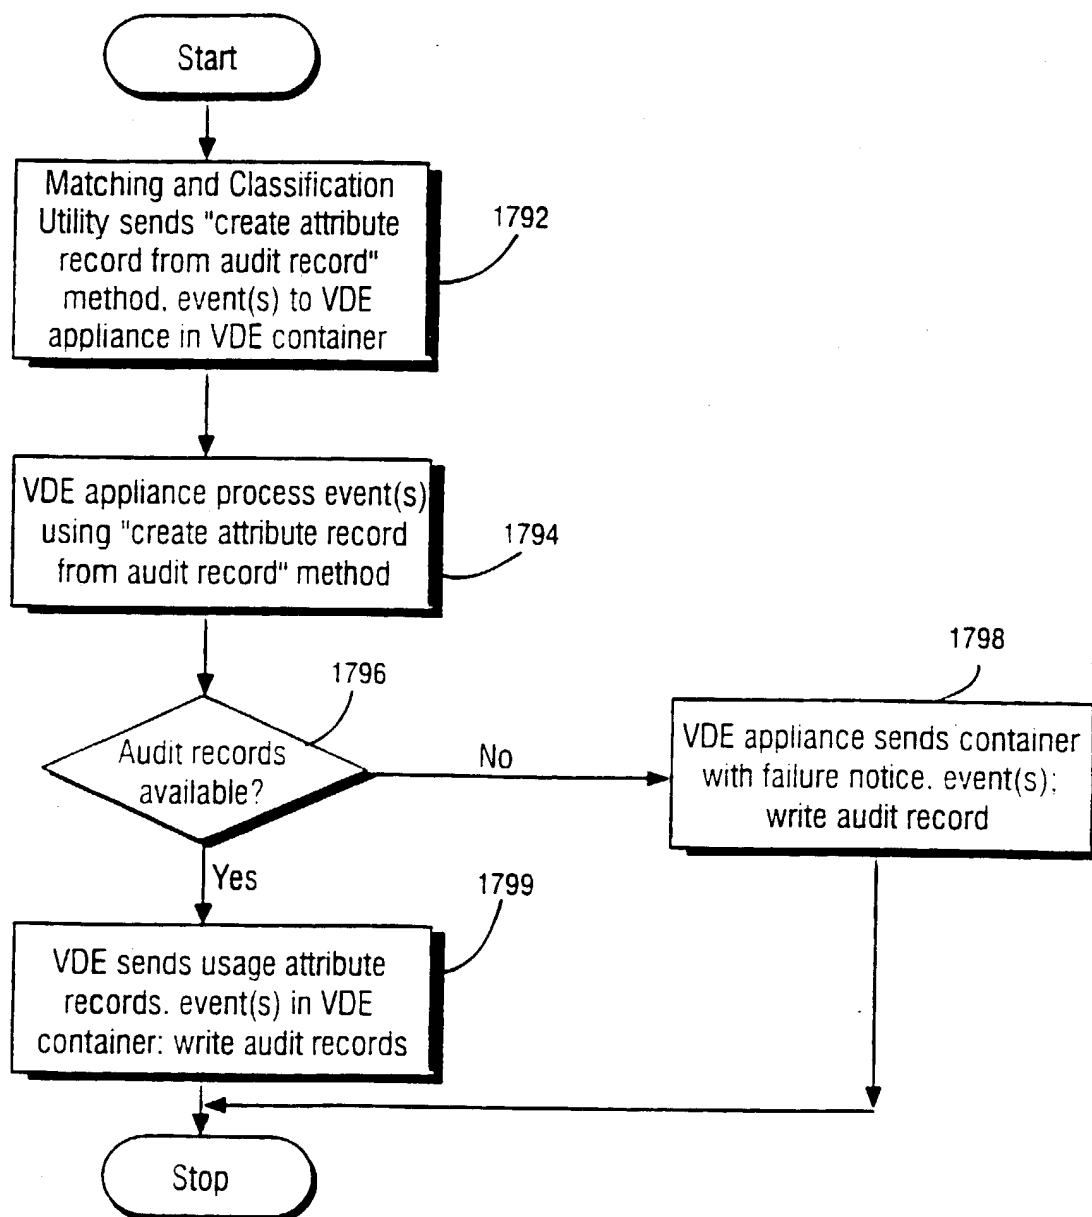 Start
Matching and Classification
Utility sends "create attribute
record from audit record"
method, event(s) to VDE
appliance in VDE container
1792
VDE appliance process event(s)
using "create attribute record
from audit record" method
1794
1796
Audit records
available?
No
1798
VDE appliance sends container
with failure notice, event(s);
write audit record
Yes
1799
VDE sends usage attribute
records, event(s) in VDE
container: write audit records
Stop